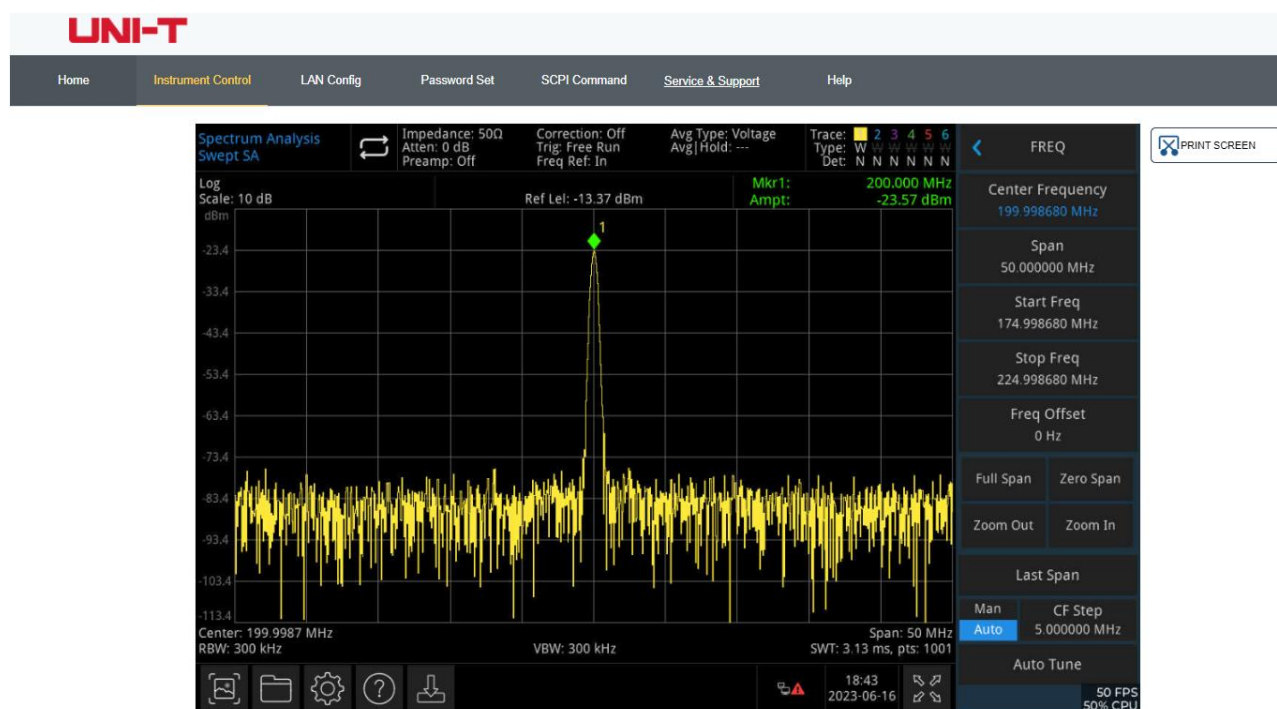 UNI-T
Home Instrument Control LAN Config Password Set SCPI Command Service & Support Help
Spectrum Analysis
Swept SA
Impedance: 50Ω
Atten: 0 dB
Preamp: Off
Correction: Off
Trig: Free Run
Freq Ref: In
Avg Type: Voltage
Avg|Hold: ---
Trace: 1 2 3 4 5 6
Type: W W W W W W
Det: N N N N N N
Log
Scale: 10 dB
Ref Lel: -13.37 dBm
Mkr1: 200.000 MHz
Ampt: -23.57 dBm
dBm
1
-23.4
-33.4
-43.4
-53.4
-63.4
-73.4
-83.4
-93.4
-103.4
-113.4
Center: 199.9987 MHz
RBW: 300 kHz
VBW: 300 kHz
Span: 50 MHz
SWT: 3.13 ms, pts: 1001
18:43
2023-06-16
FREQ
Center Frequency
199.998680 MHz
Span
50.000000 MHz
Start Freq
174.998680 MHz
Stop Freq
224.998680 MHz
Freq Offset
0 Hz
Full Span Zero Span
Zoom Out Zoom In
Last Span
Man
Auto
CF Step
5.000000 MHz
Auto Tune
50 FPS
50% CPU
PRINT SCREEN